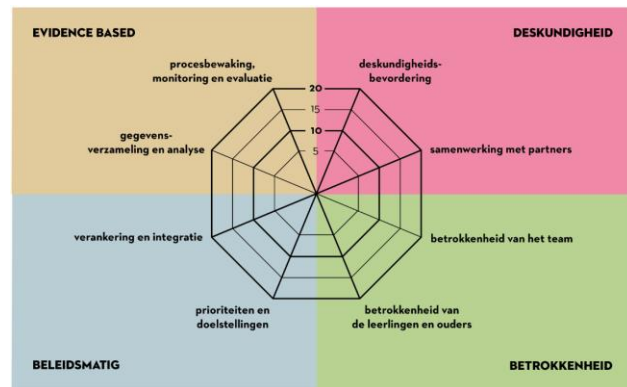 EVIDENCE BASED
DESKUNDIGHEID
procesbewaking,
monitoring en evaluatie
deskundigheids-
bevordering
20
15
10
5
gegevens-
verzameling en analyse
samenwerking met partners
verankering en integratie
betrokkenheid van het team
prioriteiten en
doelstellingen
betrokkenheid van
de leerlingen en ouders
BELEIDSMATIG
BETROKKENHEID